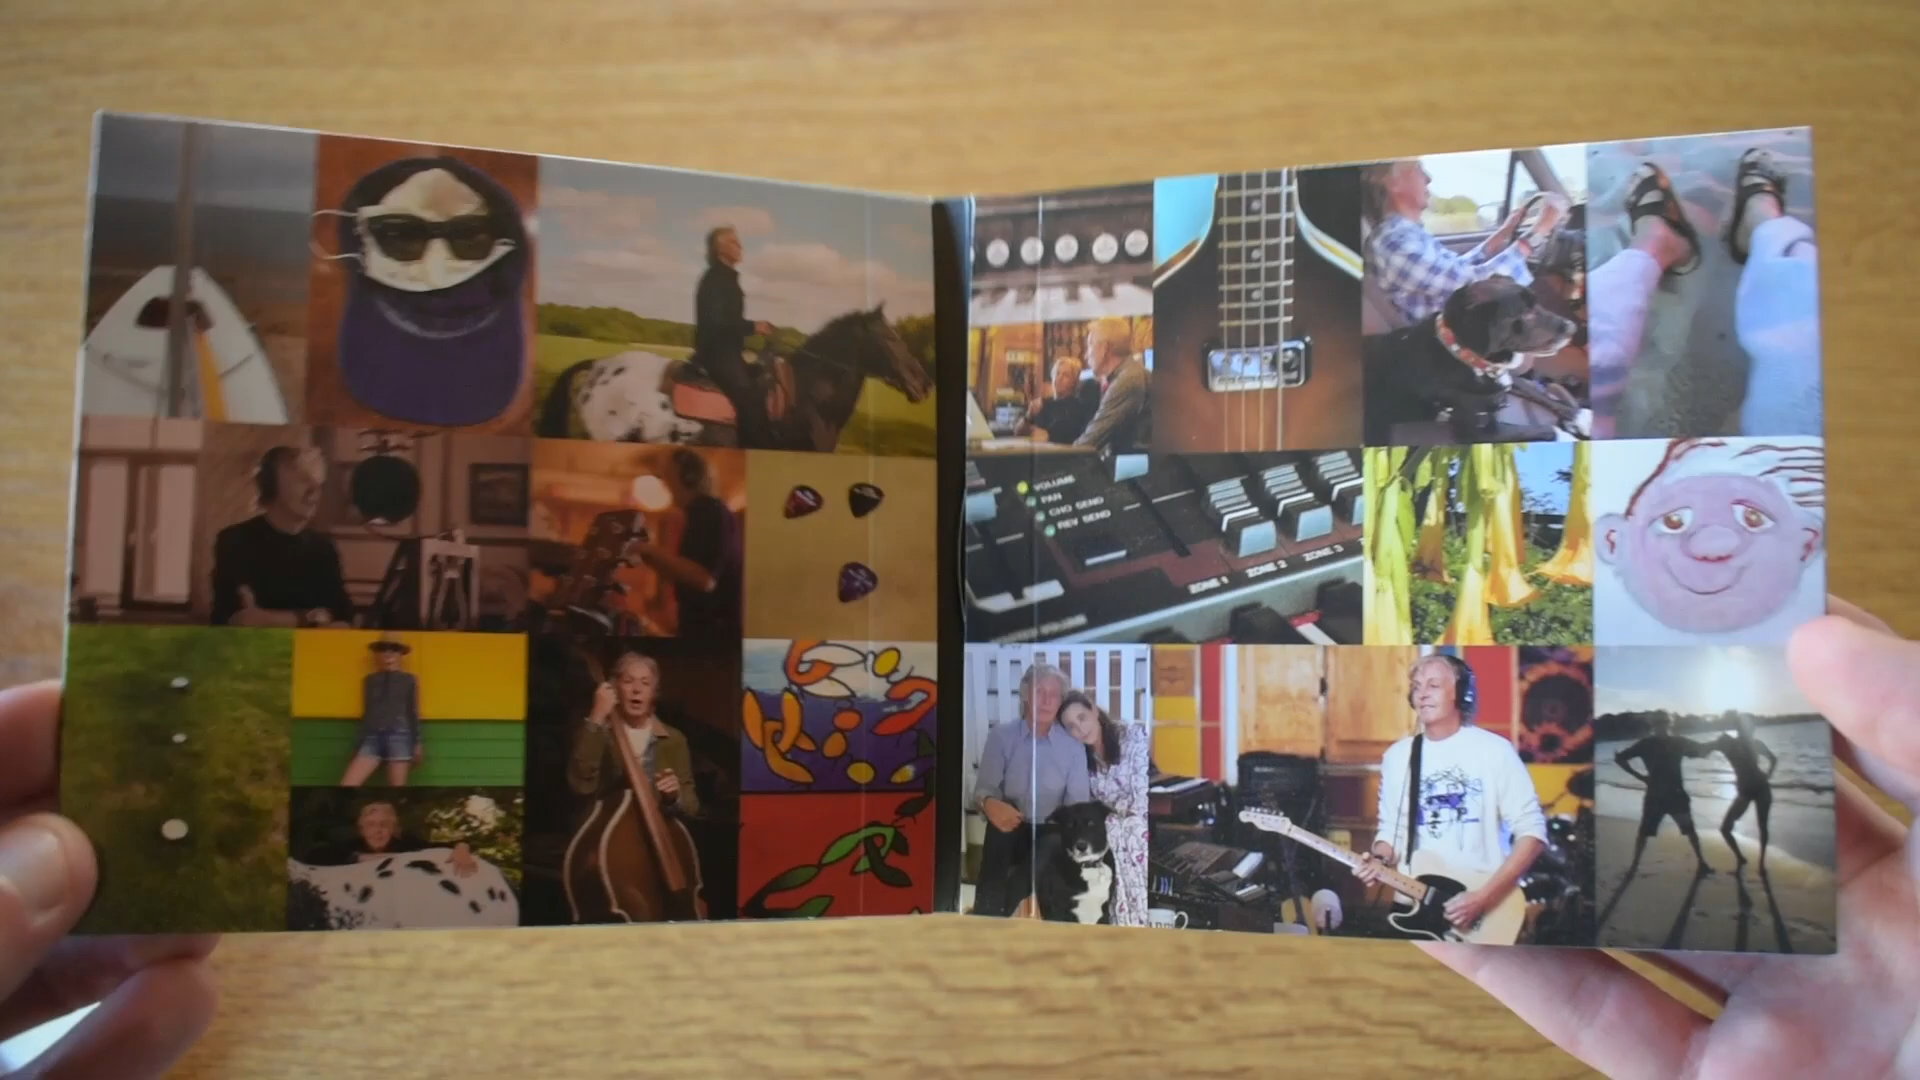 VOLUME
PAN
CHO SEND
REV SEND
ZONE 1
ZONE 2
ZONE 3